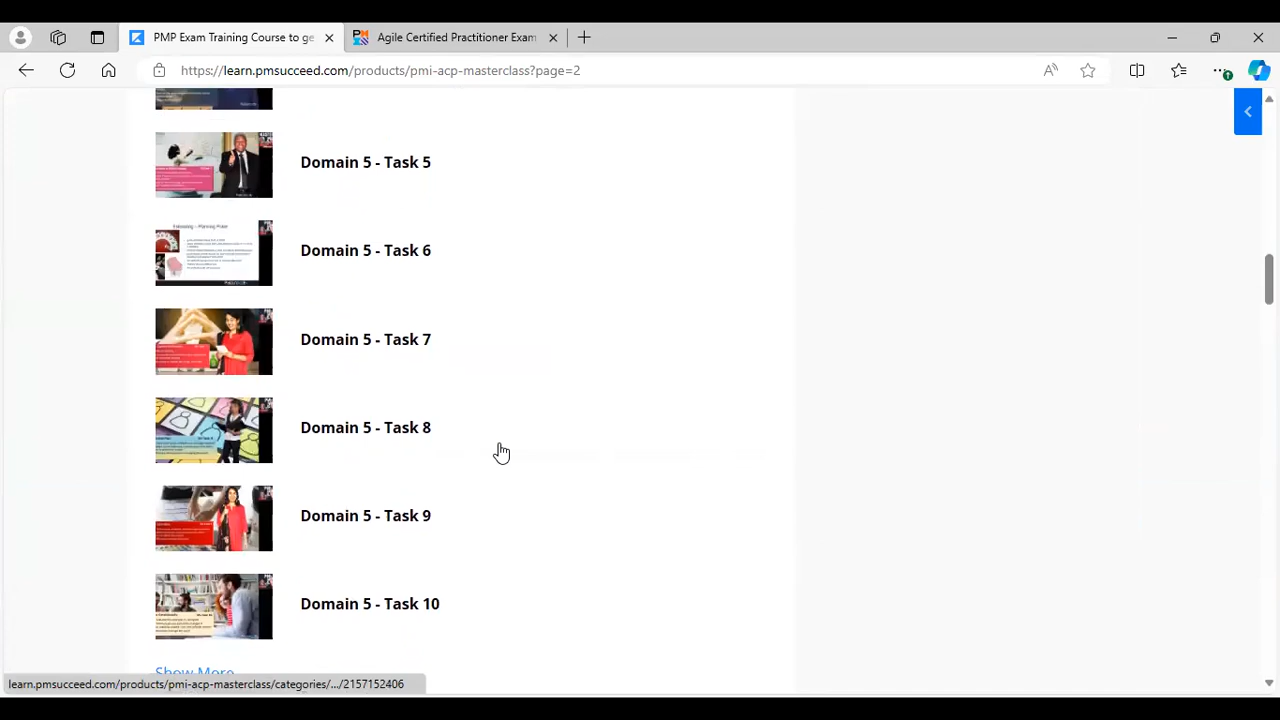 PMP Exam Training Course to ge
Agile Certified Practitioner Exam
https://learn.pmsucceed.com/products/pmi-acp-masterclass?page=2
Domain 5 - Task 5
Domain 5 - Task 6
Domain 5 - Task 7
Domain 5 - Task 8
Domain 5 - Task 9
Domain 5 - Task 10
Show More
learn.pmsucceed.com/products/pmi-acp-masterclass/categories/.../2157152406